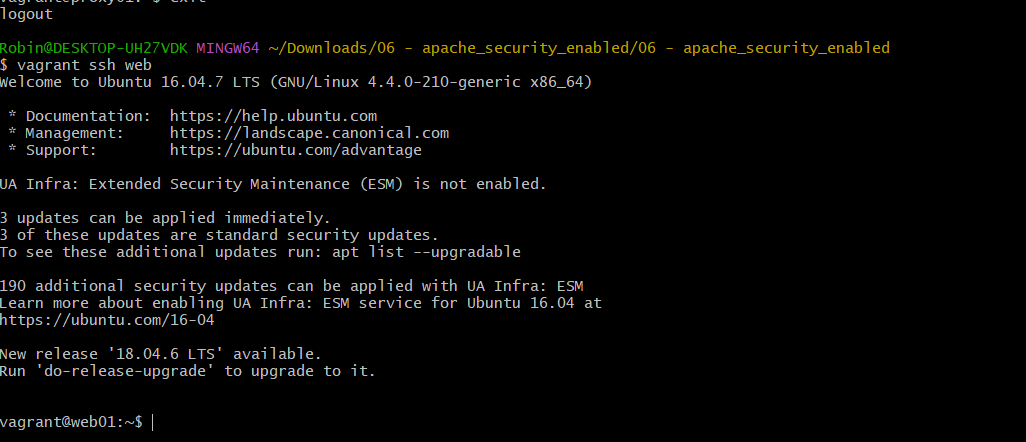 logout
Robin@DESKTOP-UH27VDK MINGW64 ~/Downloads/06 - apache_security_enabled/06 - apache_security_enabled
$ vagrant ssh web
Welcome to Ubuntu 16.04.7 LTS (GNU/Linux 4.4.0-210-generic x86_64)
* Documentation:  https://help.ubuntu.com
* Management:     https://landscape.canonical.com
* Support:        https://ubuntu.com/advantage
UA Infra: Extended Security Maintenance (ESM) is not enabled.
3 updates can be applied immediately.
3 of these updates are standard security updates.
To see these additional updates run: apt list --upgradable
190 additional security updates can be applied with UA Infra: ESM
Learn more about enabling UA Infra: ESM service for Ubuntu 16.04 at
https://ubuntu.com/16-04
New release '18.04.6 LTS' available.
Run 'do-release-upgrade' to upgrade to it.
vagrant@web01:~$